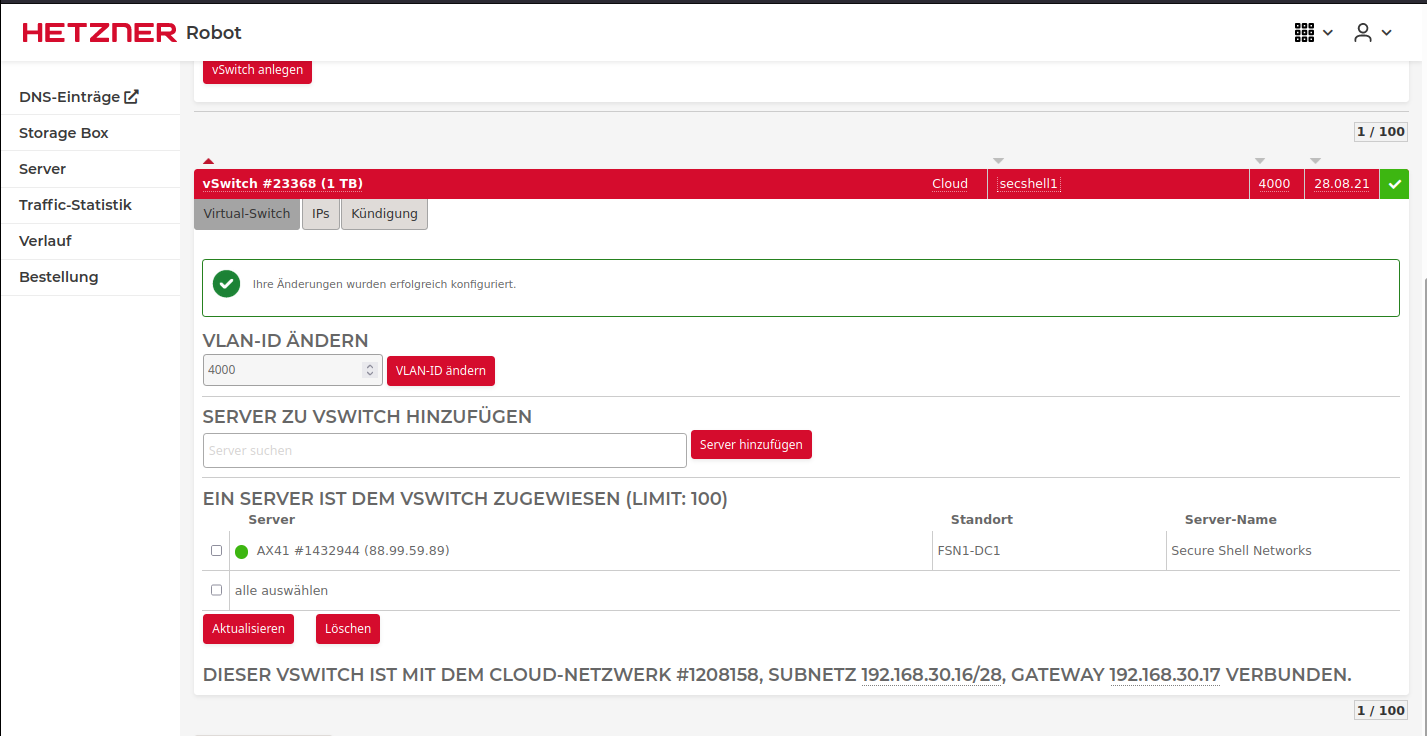 HETZNER Robot
DNS-Einträge
Storage Box
Server
Traffic-Statistik
Verlauf
Bestellung
vSwitch anlegen
1 / 100
vSwitch #23368 (1 TB) Cloud secshell1 4000 28.08.21
Virtual-Switch IPs Kündigung
Ihre Änderungen wurden erfolgreich konfiguriert.
VLAN-ID ÄNDERN
4000 VLAN-ID ändern
SERVER ZU VSWITCH HINZUFÜGEN
Server suchen Server hinzufügen
EIN SERVER IST DEM VSWITCH ZUGEWIESEN (LIMIT: 100)
Server Standort Server-Name
AX41 #1432944 (88.99.59.89) FSN1-DC1 Secure Shell Networks
alle auswählen
Aktualisieren Löschen
DIESER VSWITCH IST MIT DEM CLOUD-NETZWERK #1208158, SUBNETZ 192.168.30.16/28, GATEWAY 192.168.30.17 VERBUNDEN.
1 / 100